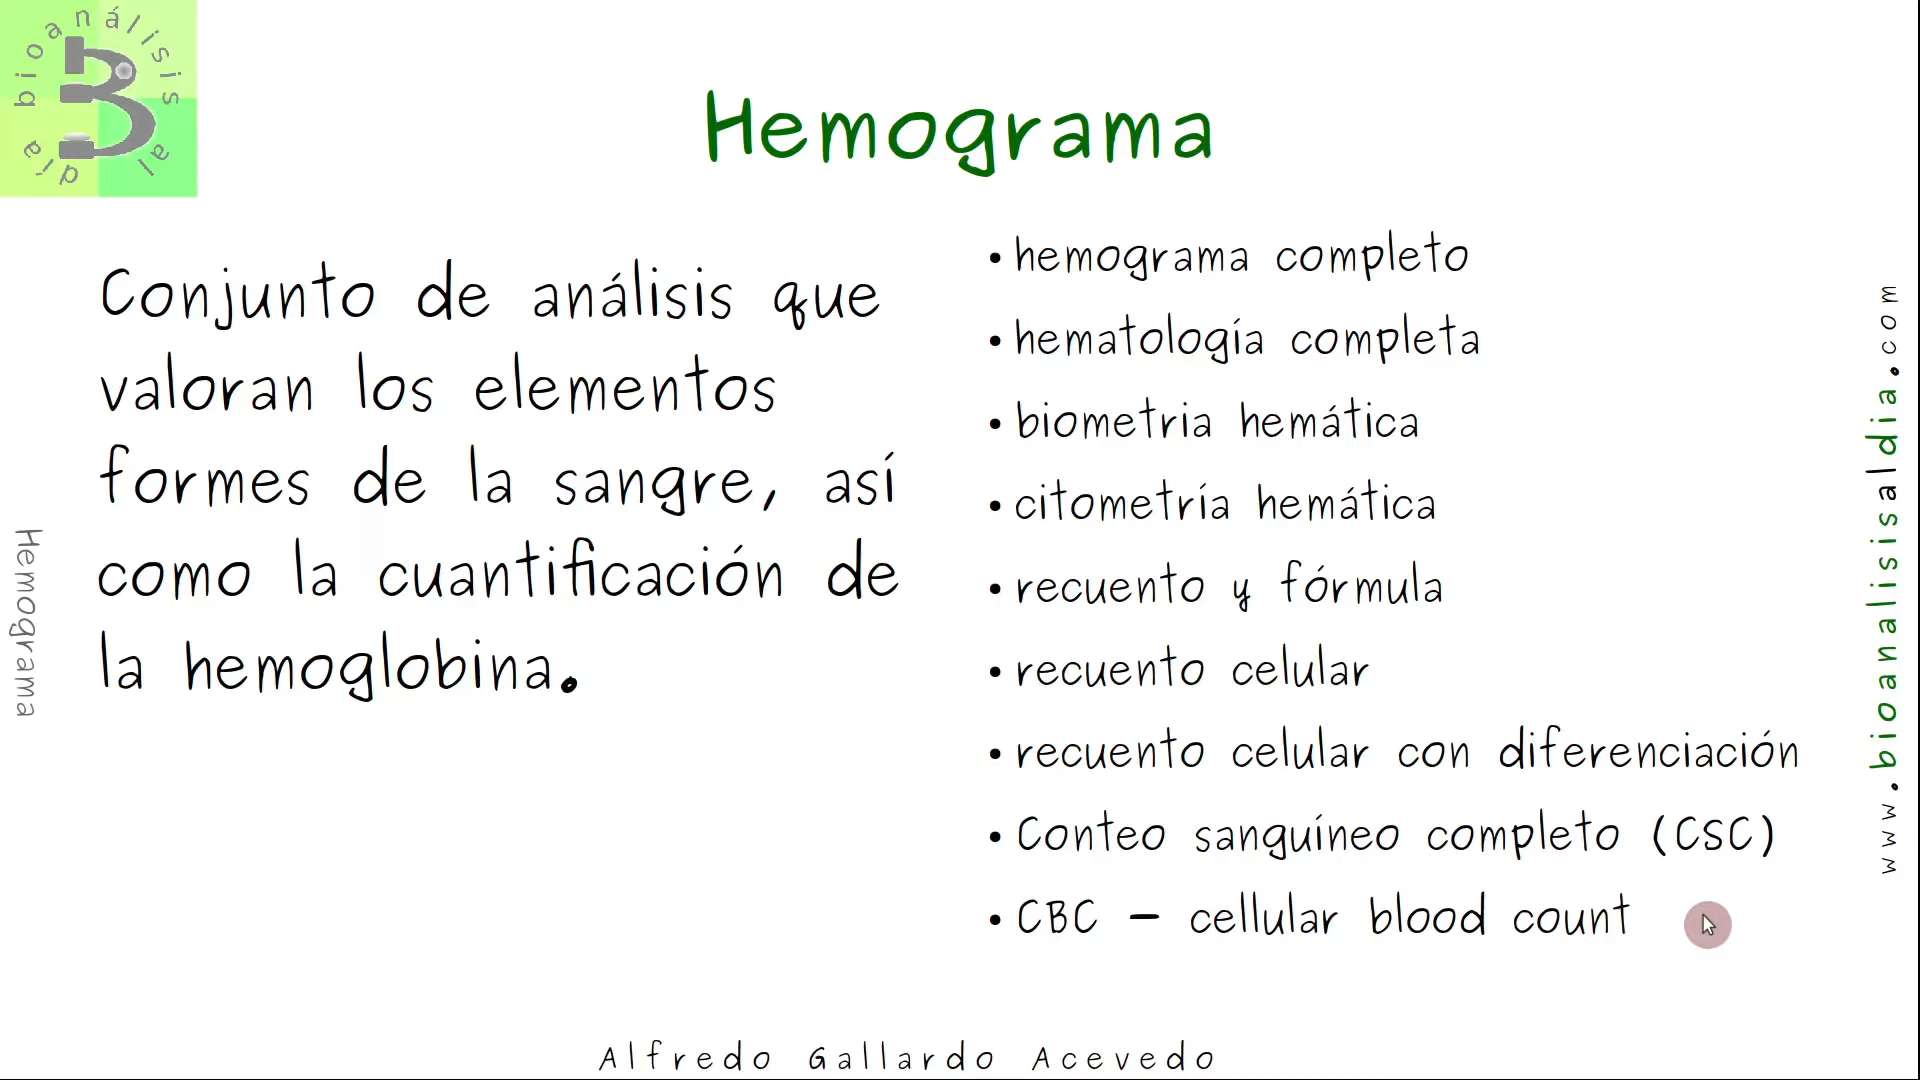 bioanálisis
al día
Hemograma
Conjunto de análisis que
valoran los elementos
formes de la sangre, así
como la cuantificación de
la hemoglobina.
• hemograma completo
• hematología completa
• biometria hemática
• citometría hemática
• recuento y fórmula
• recuento celular
• recuento celular con diferenciación
• Conteo sanguíneo completo (CSC)
• CBC – cellular blood count
Hemograma
www.bioanalisisaldia.com
Alfredo Gallardo Acevedo